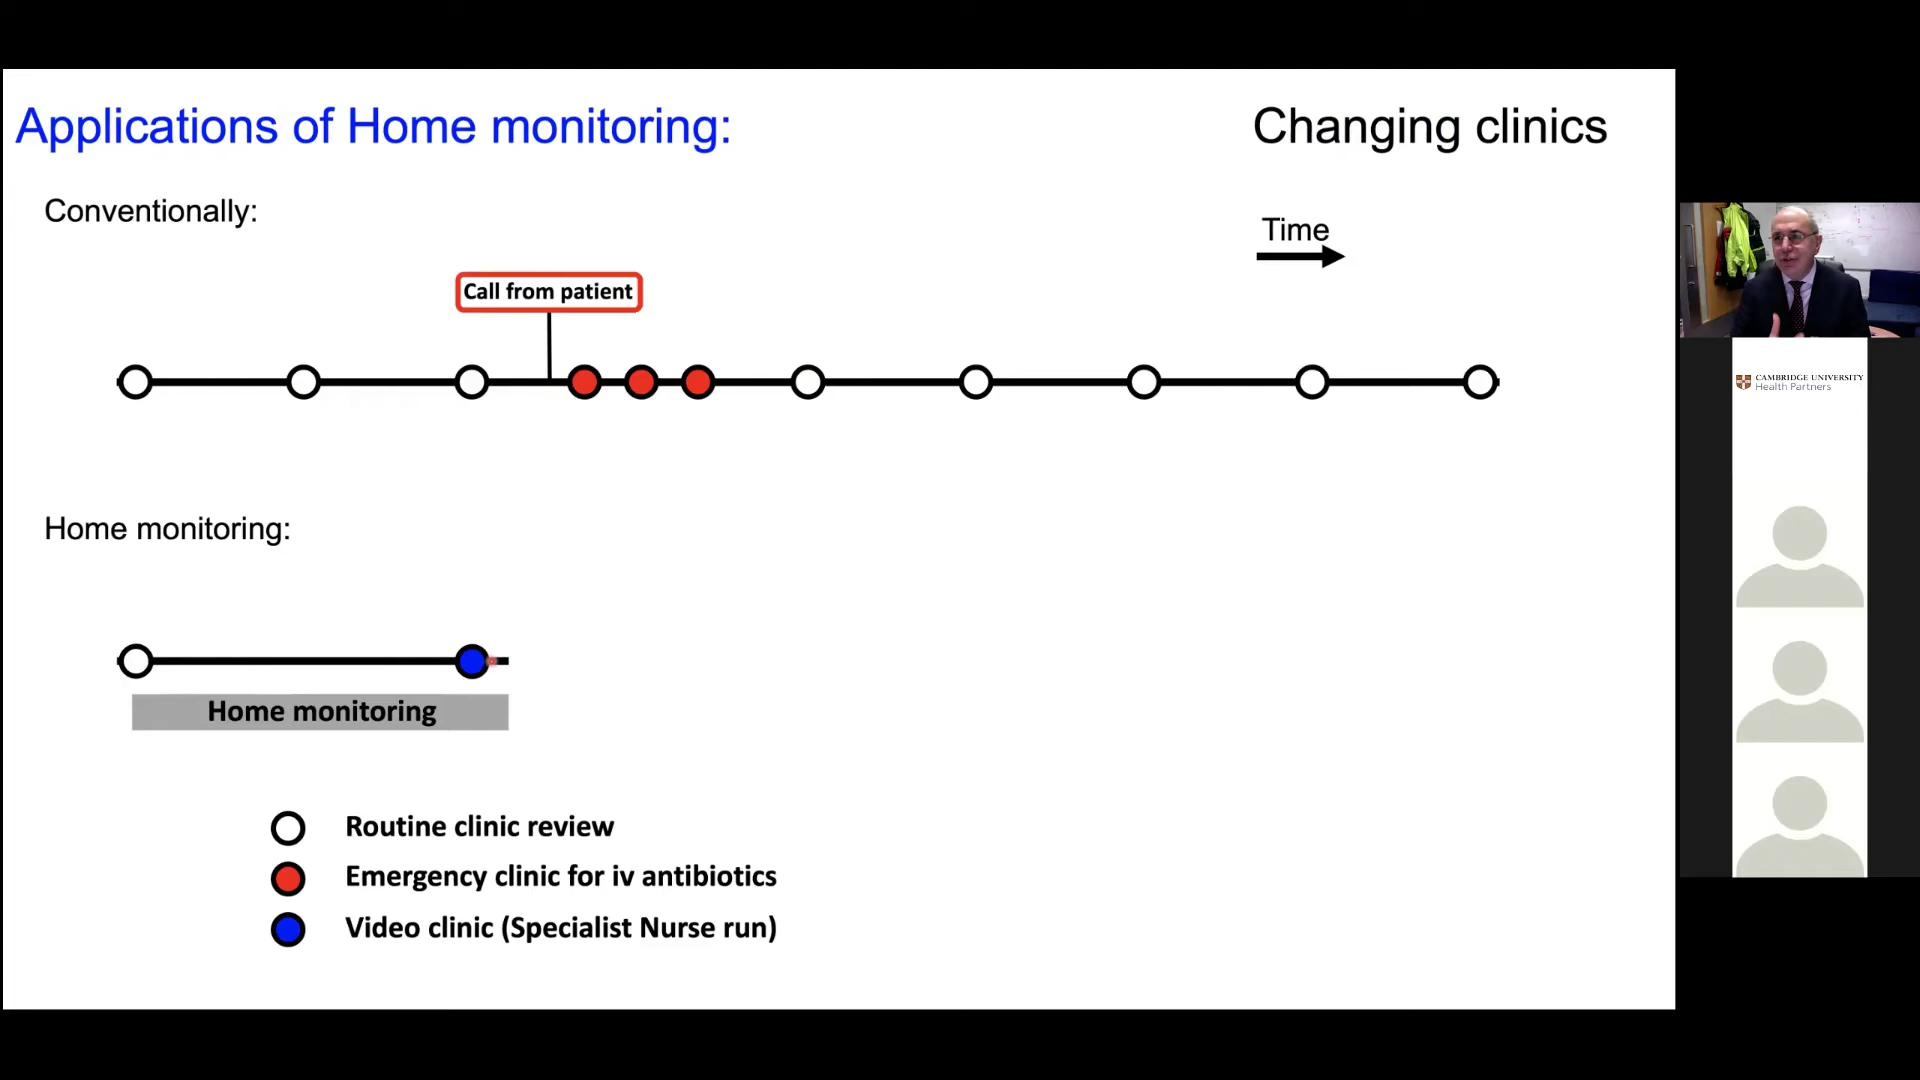 Applications of Home monitoring:
Changing clinics
Conventionally:
Time
Call from patient
CAMBRIDGE UNIVERSITY
Health Partners
Home monitoring:
Home monitoring
Routine clinic review
Emergency clinic for iv antibiotics
Video clinic (Specialist Nurse run)